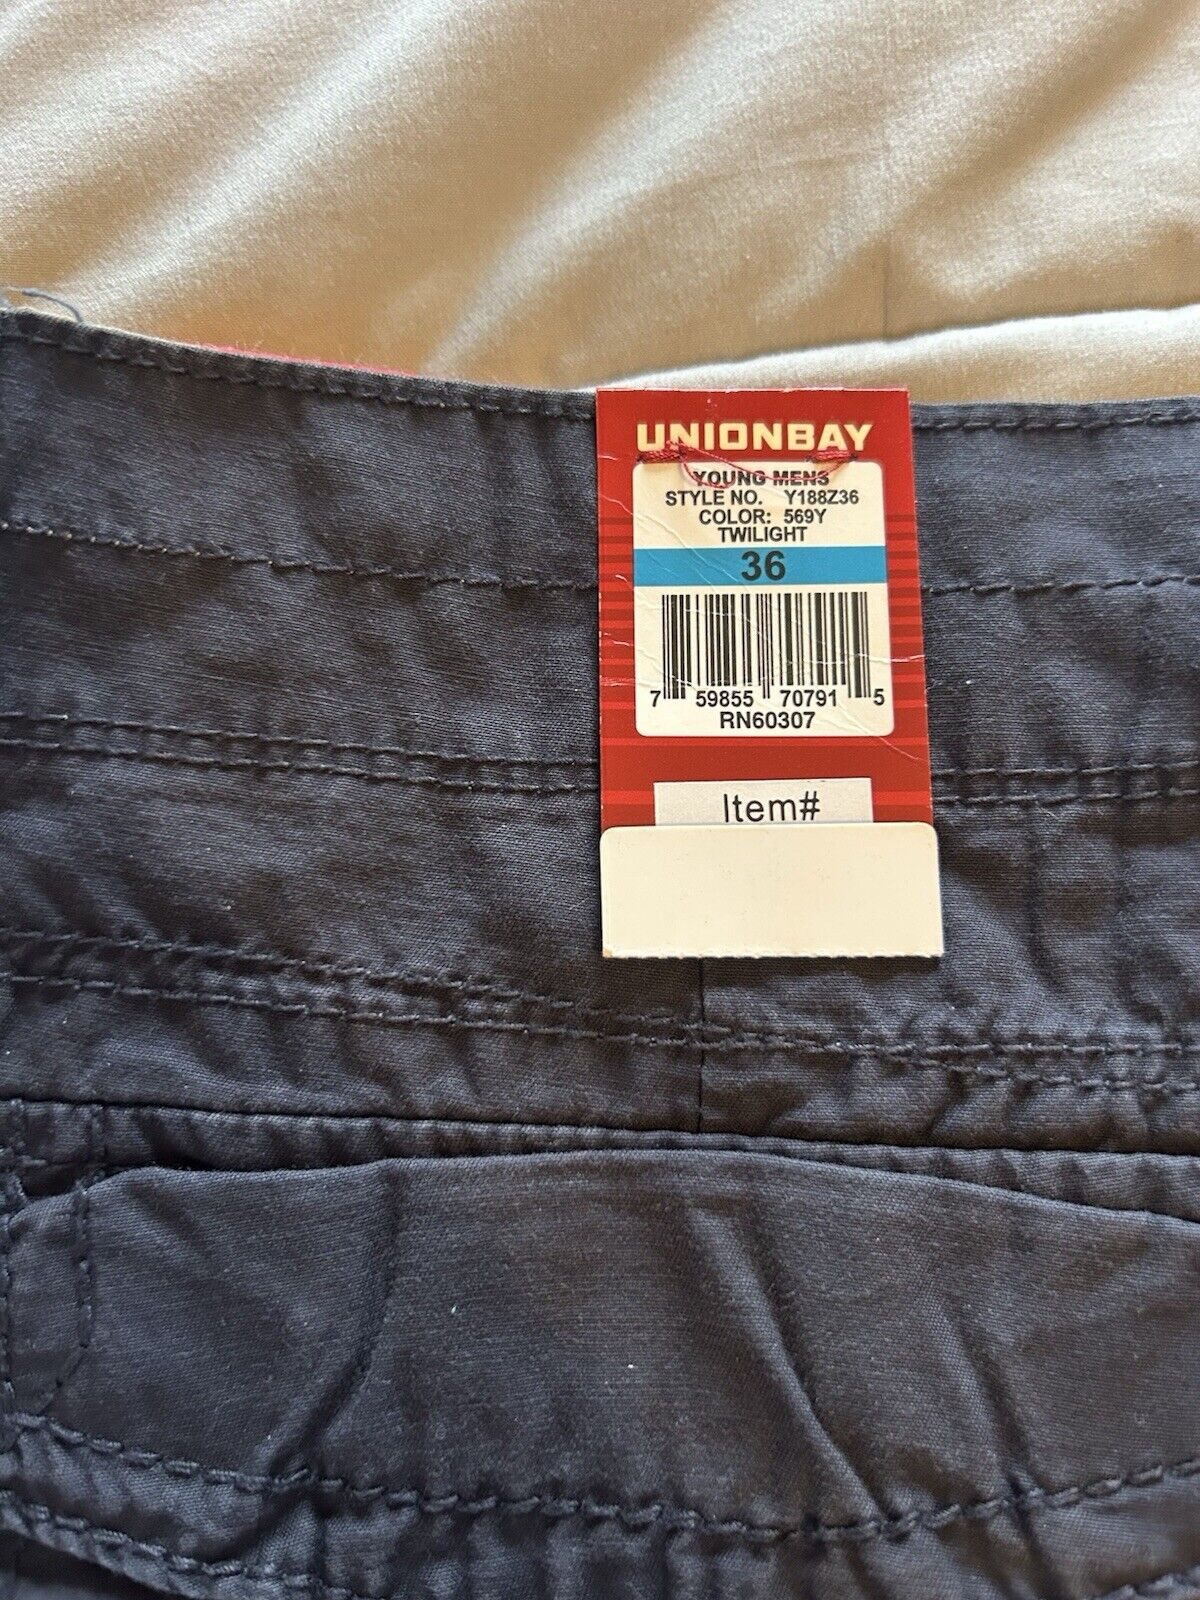 UNIONBAY
YOUNG MENS
STYLE NO. Y188Z36
COLOR: 569Y
TWILIGHT
36
7 59855 70791 5
RN60307
Item#